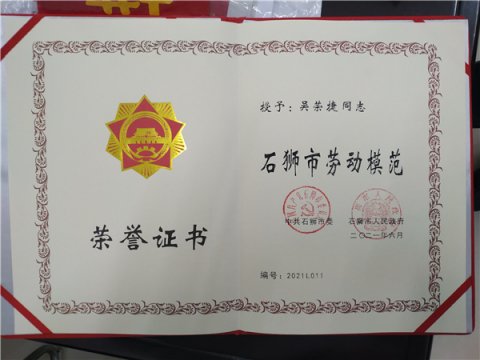 荣誉证书
授予：吴荣捷同志
石狮市劳动模范
中共石狮市委 石狮市人民政府
二〇二一年六月
编号：2021L011